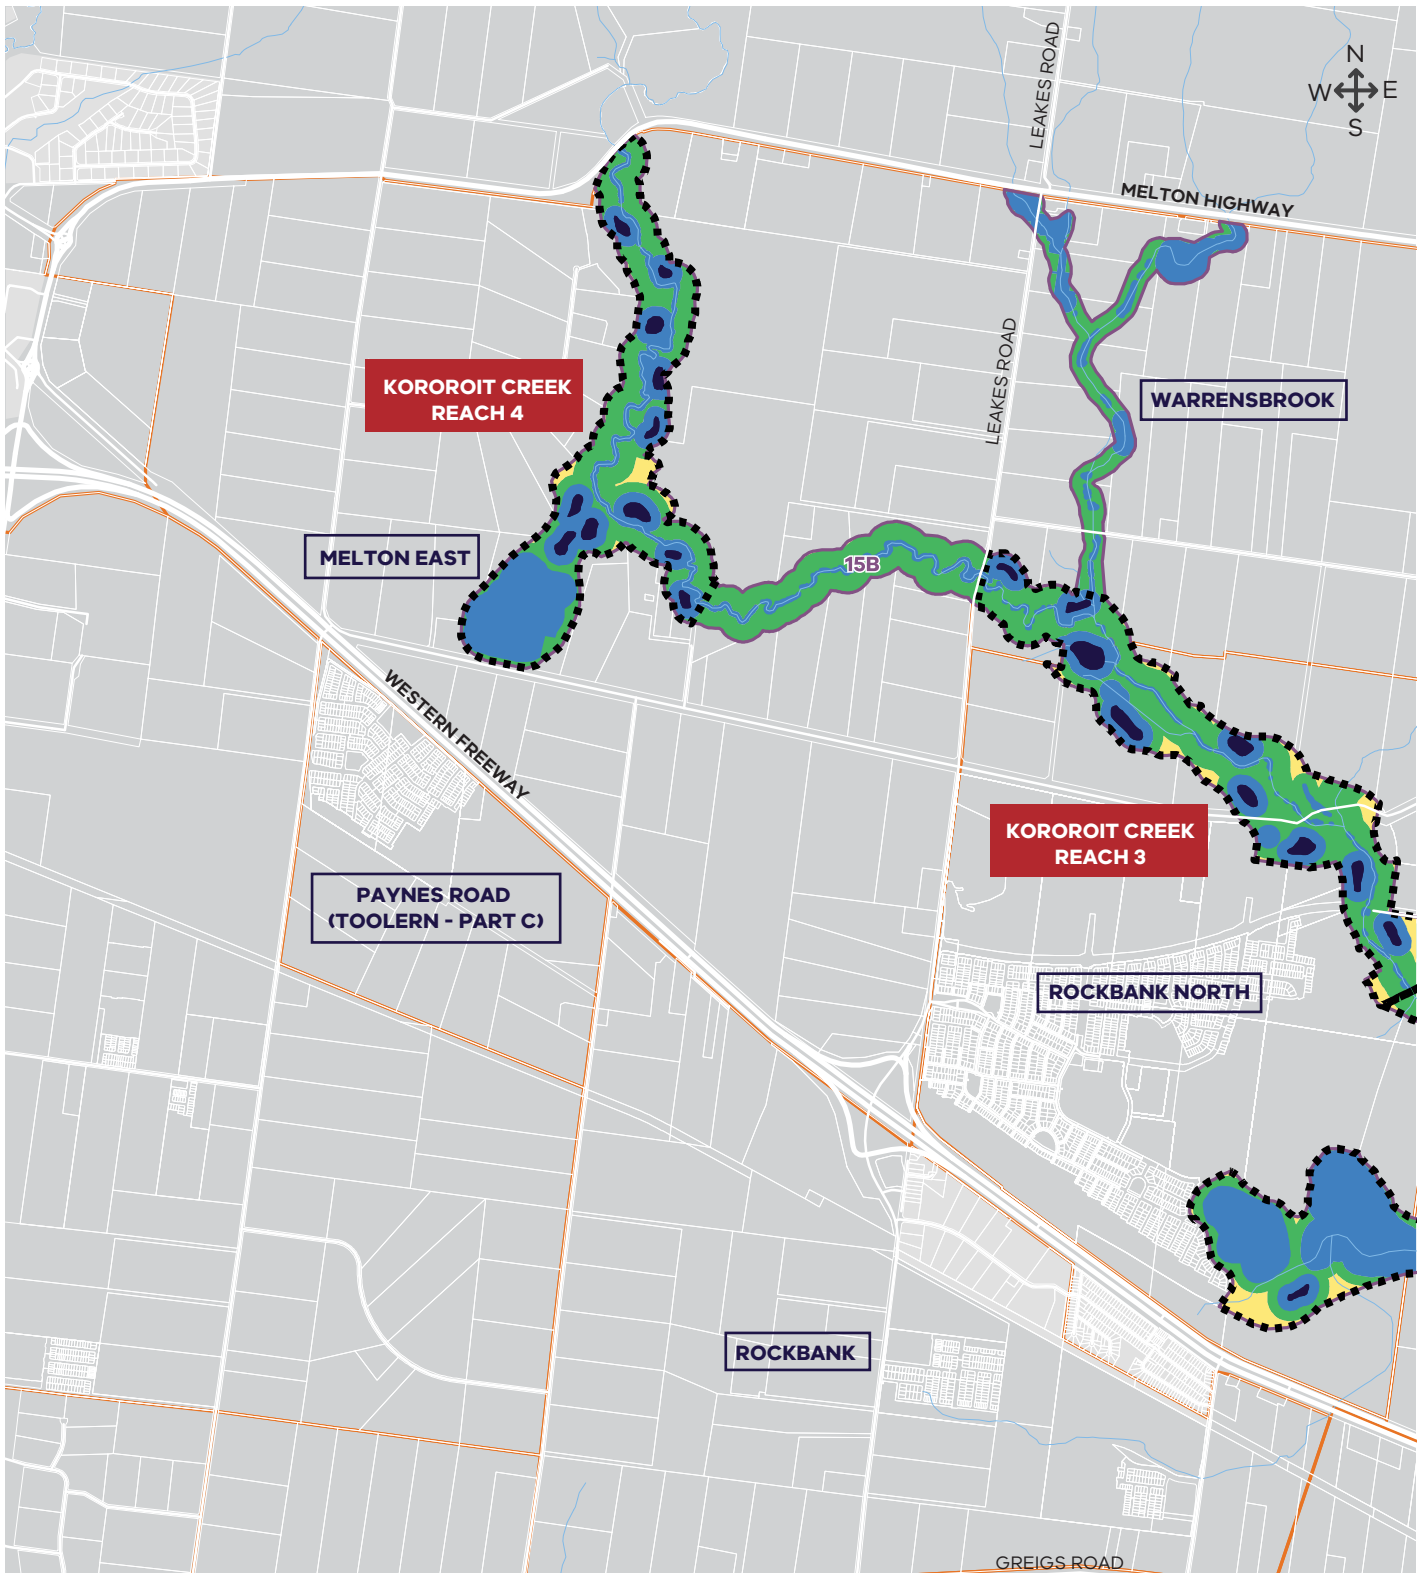 N
W E
S
LEAKES ROAD
MELTON HIGHWAY
LEAKES ROAD
KOROROIT CREEK
REACH 4
WARRENSBROOK
MELTON EAST
15B
WESTERN FREEWAY
KOROROIT CREEK
REACH 3
PAYNES ROAD
(TOOLERN - PART C)
ROCKBANK NORTH
ROCKBANK
GREIGS ROAD